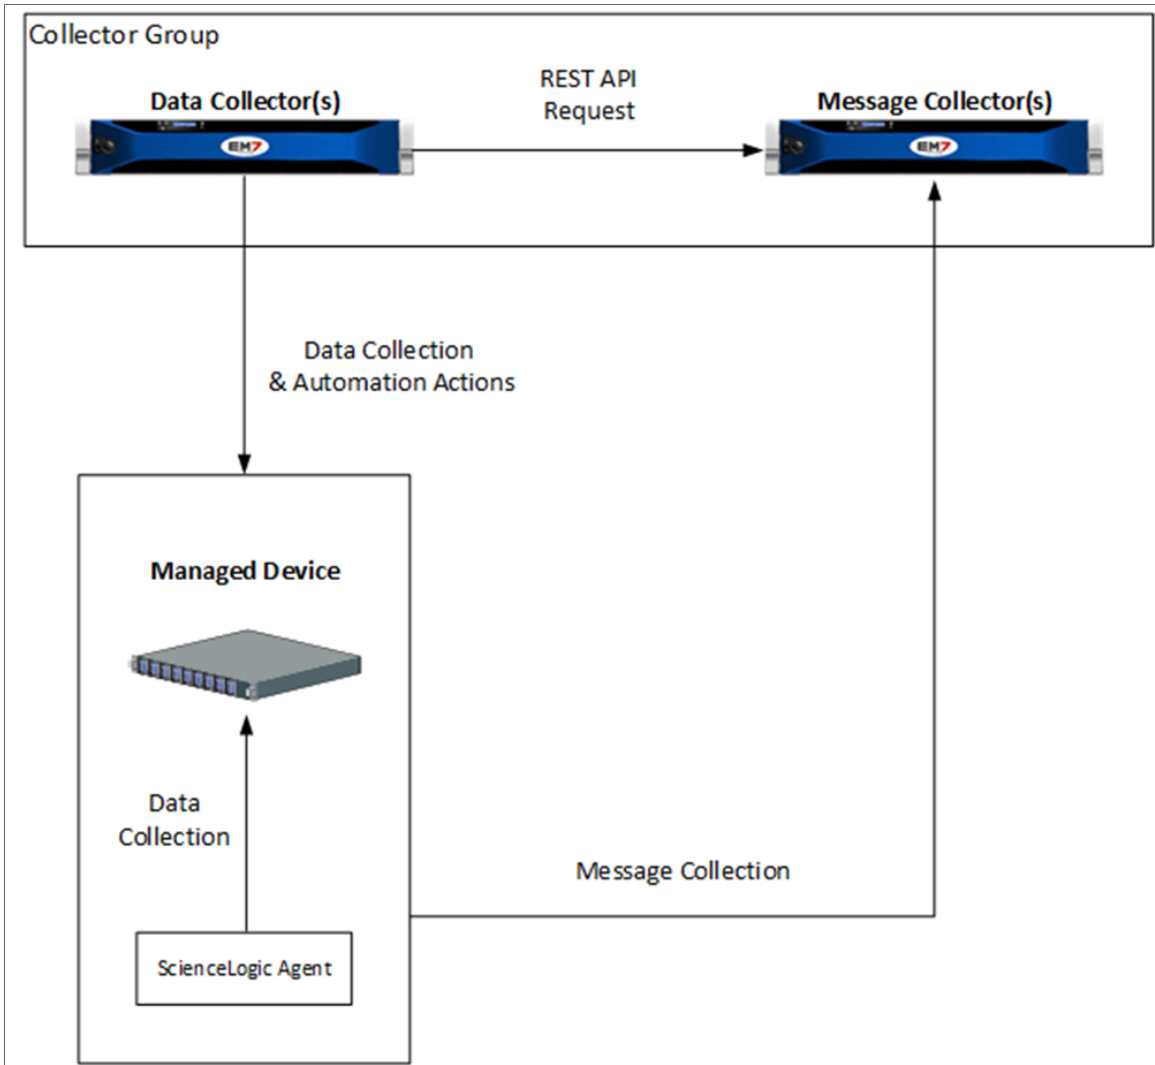 Collector Group
REST API
Request
Data Collector(s)
Message Collector(s)
EM7
EM7
Data Collection
& Automation Actions
Managed Device
Data
Collection
Message Collection
ScienceLogic Agent